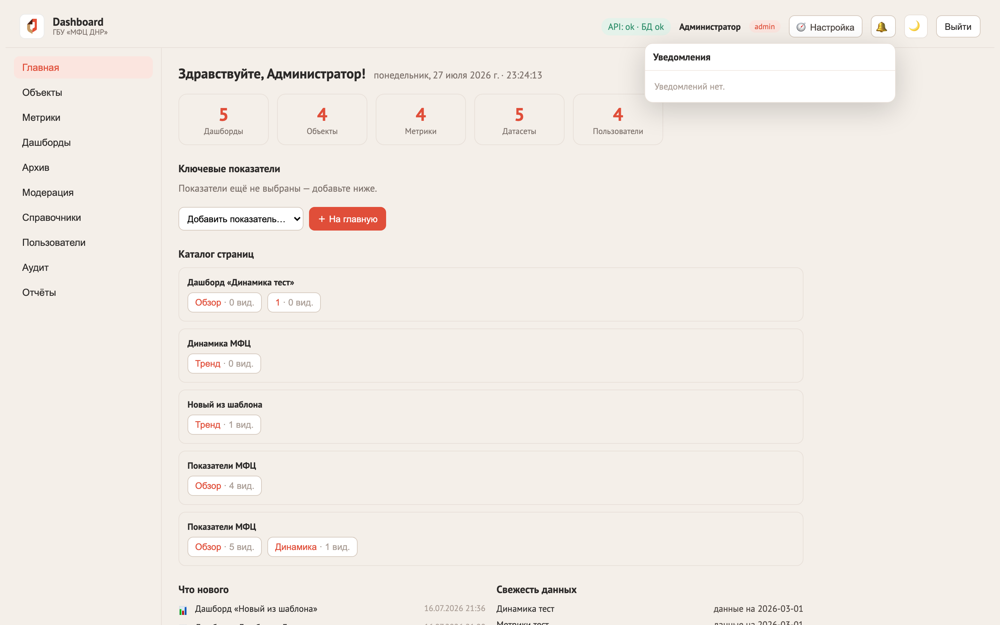 Dashboard
ГБУ «МФЦ ДНР»
API: ok · БД ok
Администратор
admin
Настройка
Выйти
Уведомления
Уведомлений нет.
Главная
Объекты
Метрики
Дашборды
Архив
Модерация
Справочники
Пользователи
Аудит
Отчёты
Здравствуйте, Администратор! понедельник, 27 июля 2026 г. · 23:24:13
5
Дашборды
4
Объекты
4
Метрики
5
Датасеты
4
Пользователи
Ключевые показатели
Показатели ещё не выбраны — добавьте ниже.
Добавить показатель…
+ На главную
Каталог страниц
Дашборд «Динамика тест»
Обзор · 0 вид.
1 · 0 вид.
Динамика МФЦ
Тренд · 0 вид.
Новый из шаблона
Тренд · 1 вид.
Показатели МФЦ
Обзор · 4 вид.
Показатели МФЦ
Обзор · 5 вид.
Динамика · 1 вид.
Что нового
Дашборд «Новый из шаблона» 16.07.2026 21:36
Свежесть данных
Динамика тест данные на 2026-03-01
Метрики тест данные на 2026-03-01